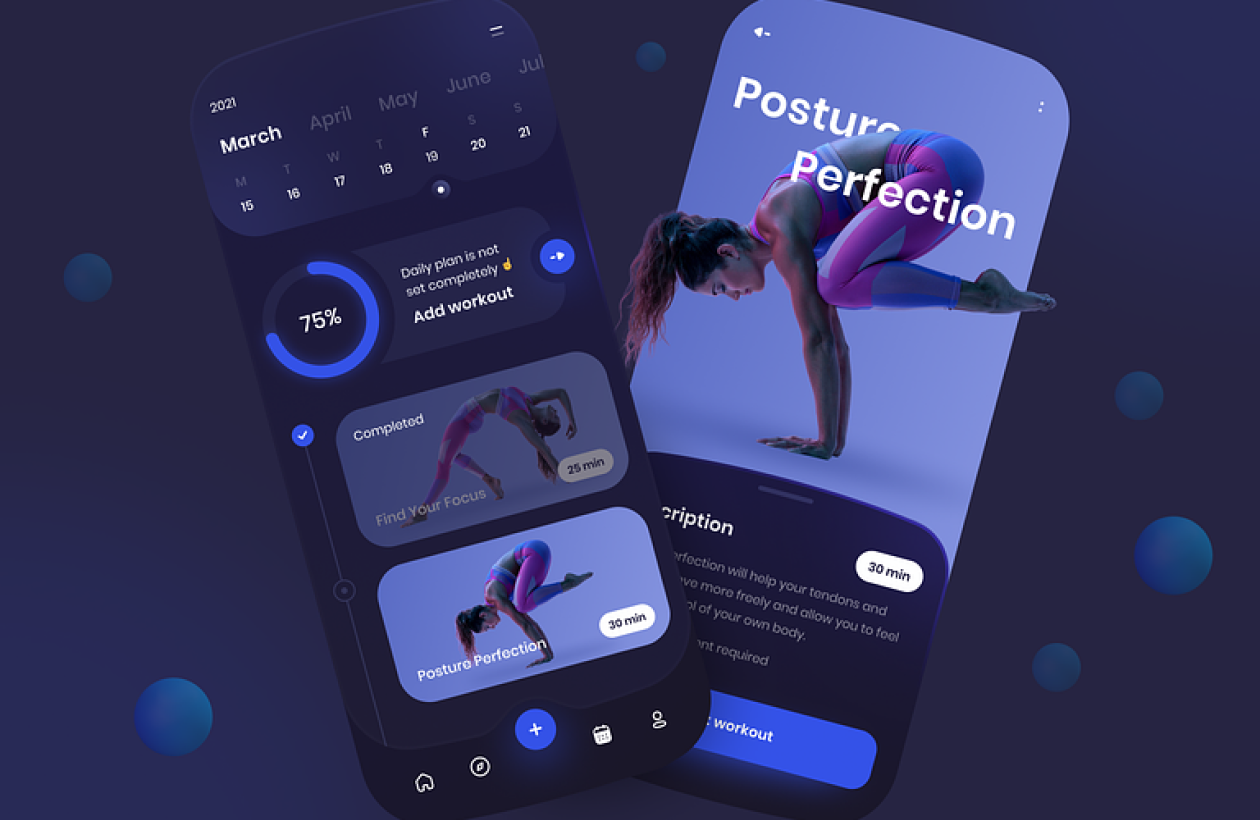 2021
March April May June Jul
M T W T F S S
15 16 17 18 19 20 21
75%
Daily plan is not
set completely ☝
Add workout
Completed
25 min
Find Your Focus
30 min
Posture Perfection
Posture
Perfection
cription
30 min
erfection will help your tendons and
ve more freely and allow you to feel
ol of your own body.
nt required
workout